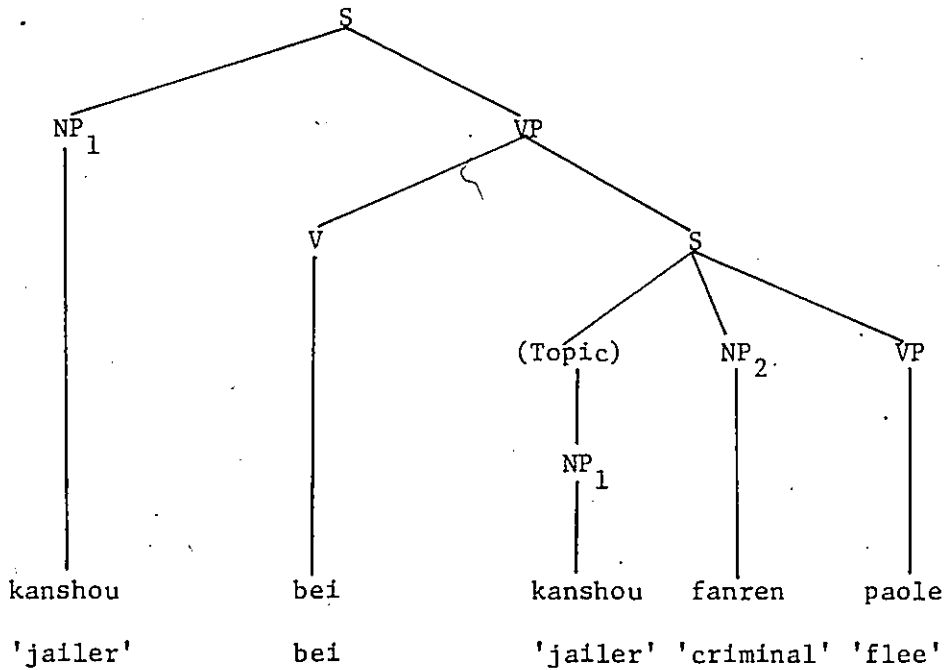 S
NP1 VP
V S
(Topic) NP2 VP
NP1
kanshou bei kanshou fanren paole
'jailer' bei 'jailer' 'criminal' 'flee'